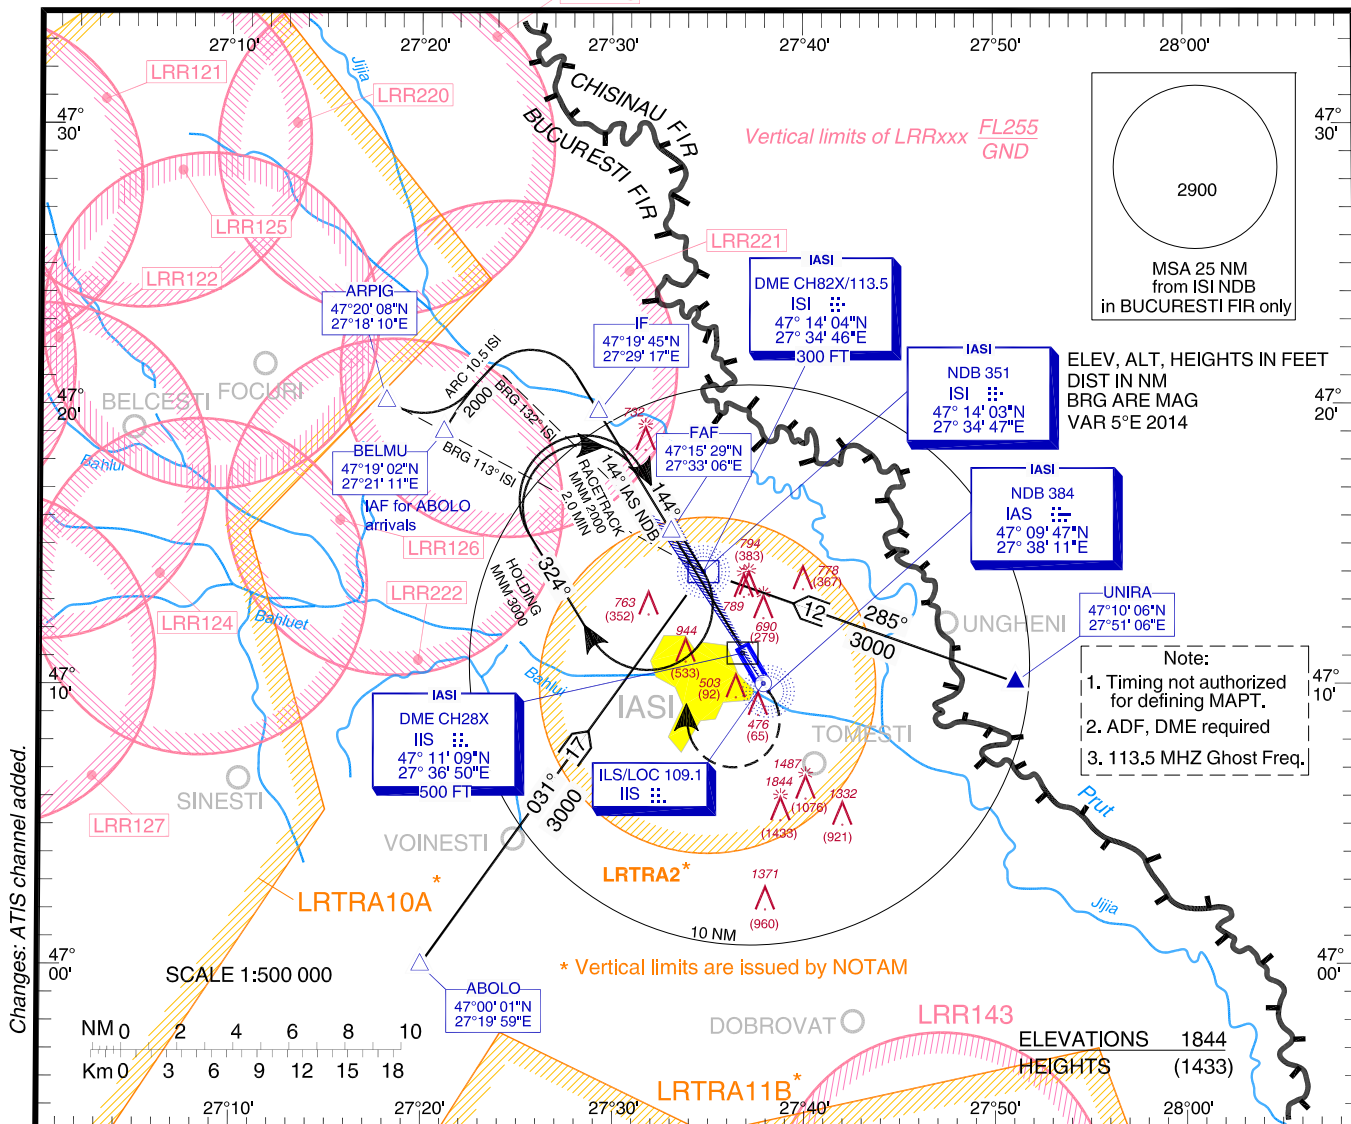 27°10'
27°20'
27°30'
27°40'
27°50'
28°00'
LRR121
LRR220
Jijia
CHISINAU FIR
BUCURESTI FIR
Vertical limits of LRRxxx FL255
GND
47°
30'
47°
30'
2900
MSA 25 NM
from ISI NDB
in BUCURESTI FIR only
LRR125
LRR122
LRR221
ARPIG
47°20' 08"N
27°18' 10"E
IF
47°19' 45"N
27°29' 17"E
IASI
DME CH82X/113.5
ISI
47° 14' 04"N
27° 34' 46"E
300 FT
IASI
NDB 351
ISI
47° 14' 03"N
27° 34' 47"E
ELEV, ALT, HEIGHTS IN FEET
DIST IN NM
BRG ARE MAG
VAR 5°E 2014
ARC 10.5 ISI
2000
BRG 132° ISI
BRG 113° ISI
FOCURI
BELCESTI
47°
20'
47°
20'
732
BELMU
47°19' 02"N
27°21' 11"E
IAF for ABOLO
arrivals
FAF
47°15' 29"N
27°33' 06"E
Bahlui
RACETRACK
MNM 2000
2.0 MIN
144° IAS NDB
144°
IASI
NDB 384
IAS
47° 09' 47"N
27° 38' 11"E
LRR126
LRR222
LRR124
Bahluet
324°
HOLDING
MNM 3000
794
(383)
778
(367)
763
(352)
789
690
(279)
12
285°
3000
UNGHENI
UNIRA
47°10' 06"N
27°51' 06"E
944
(533)
503
(92)
476
(65)
Bahlui
IASI
47°
10'
47°
10'
Note:
1. Timing not authorized
for defining MAPT.
2. ADF, DME required
3. 113.5 MHZ Ghost Freq.
IASI
DME CH28X
IIS
47° 11' 09"N
27° 36' 50"E
500 FT
17
031°
3000
ILS/LOC 109.1
IIS
TOMESTI
1487
(1076)
1844
(1433)
1332
(921)
SINESTI
LRR127
VOINESTI
Prut
LRTRA10A*
LRTRA2*
1371
(960)
10 NM
Jijia
47°
00'
47°
00'
SCALE 1:500 000
* Vertical limits are issued by NOTAM
ABOLO
47°00' 01"N
27°19' 59"E
DOBROVAT
LRR143
NM 0 2 4 6 8 10
Km 0 3 6 9 12 15 18
ELEVATIONS 1844
HEIGHTS (1433)
LRTRA11B*
27°10'
27°20'
27°30'
27°40'
27°50'
28°00'
Changes: ATIS channel added.